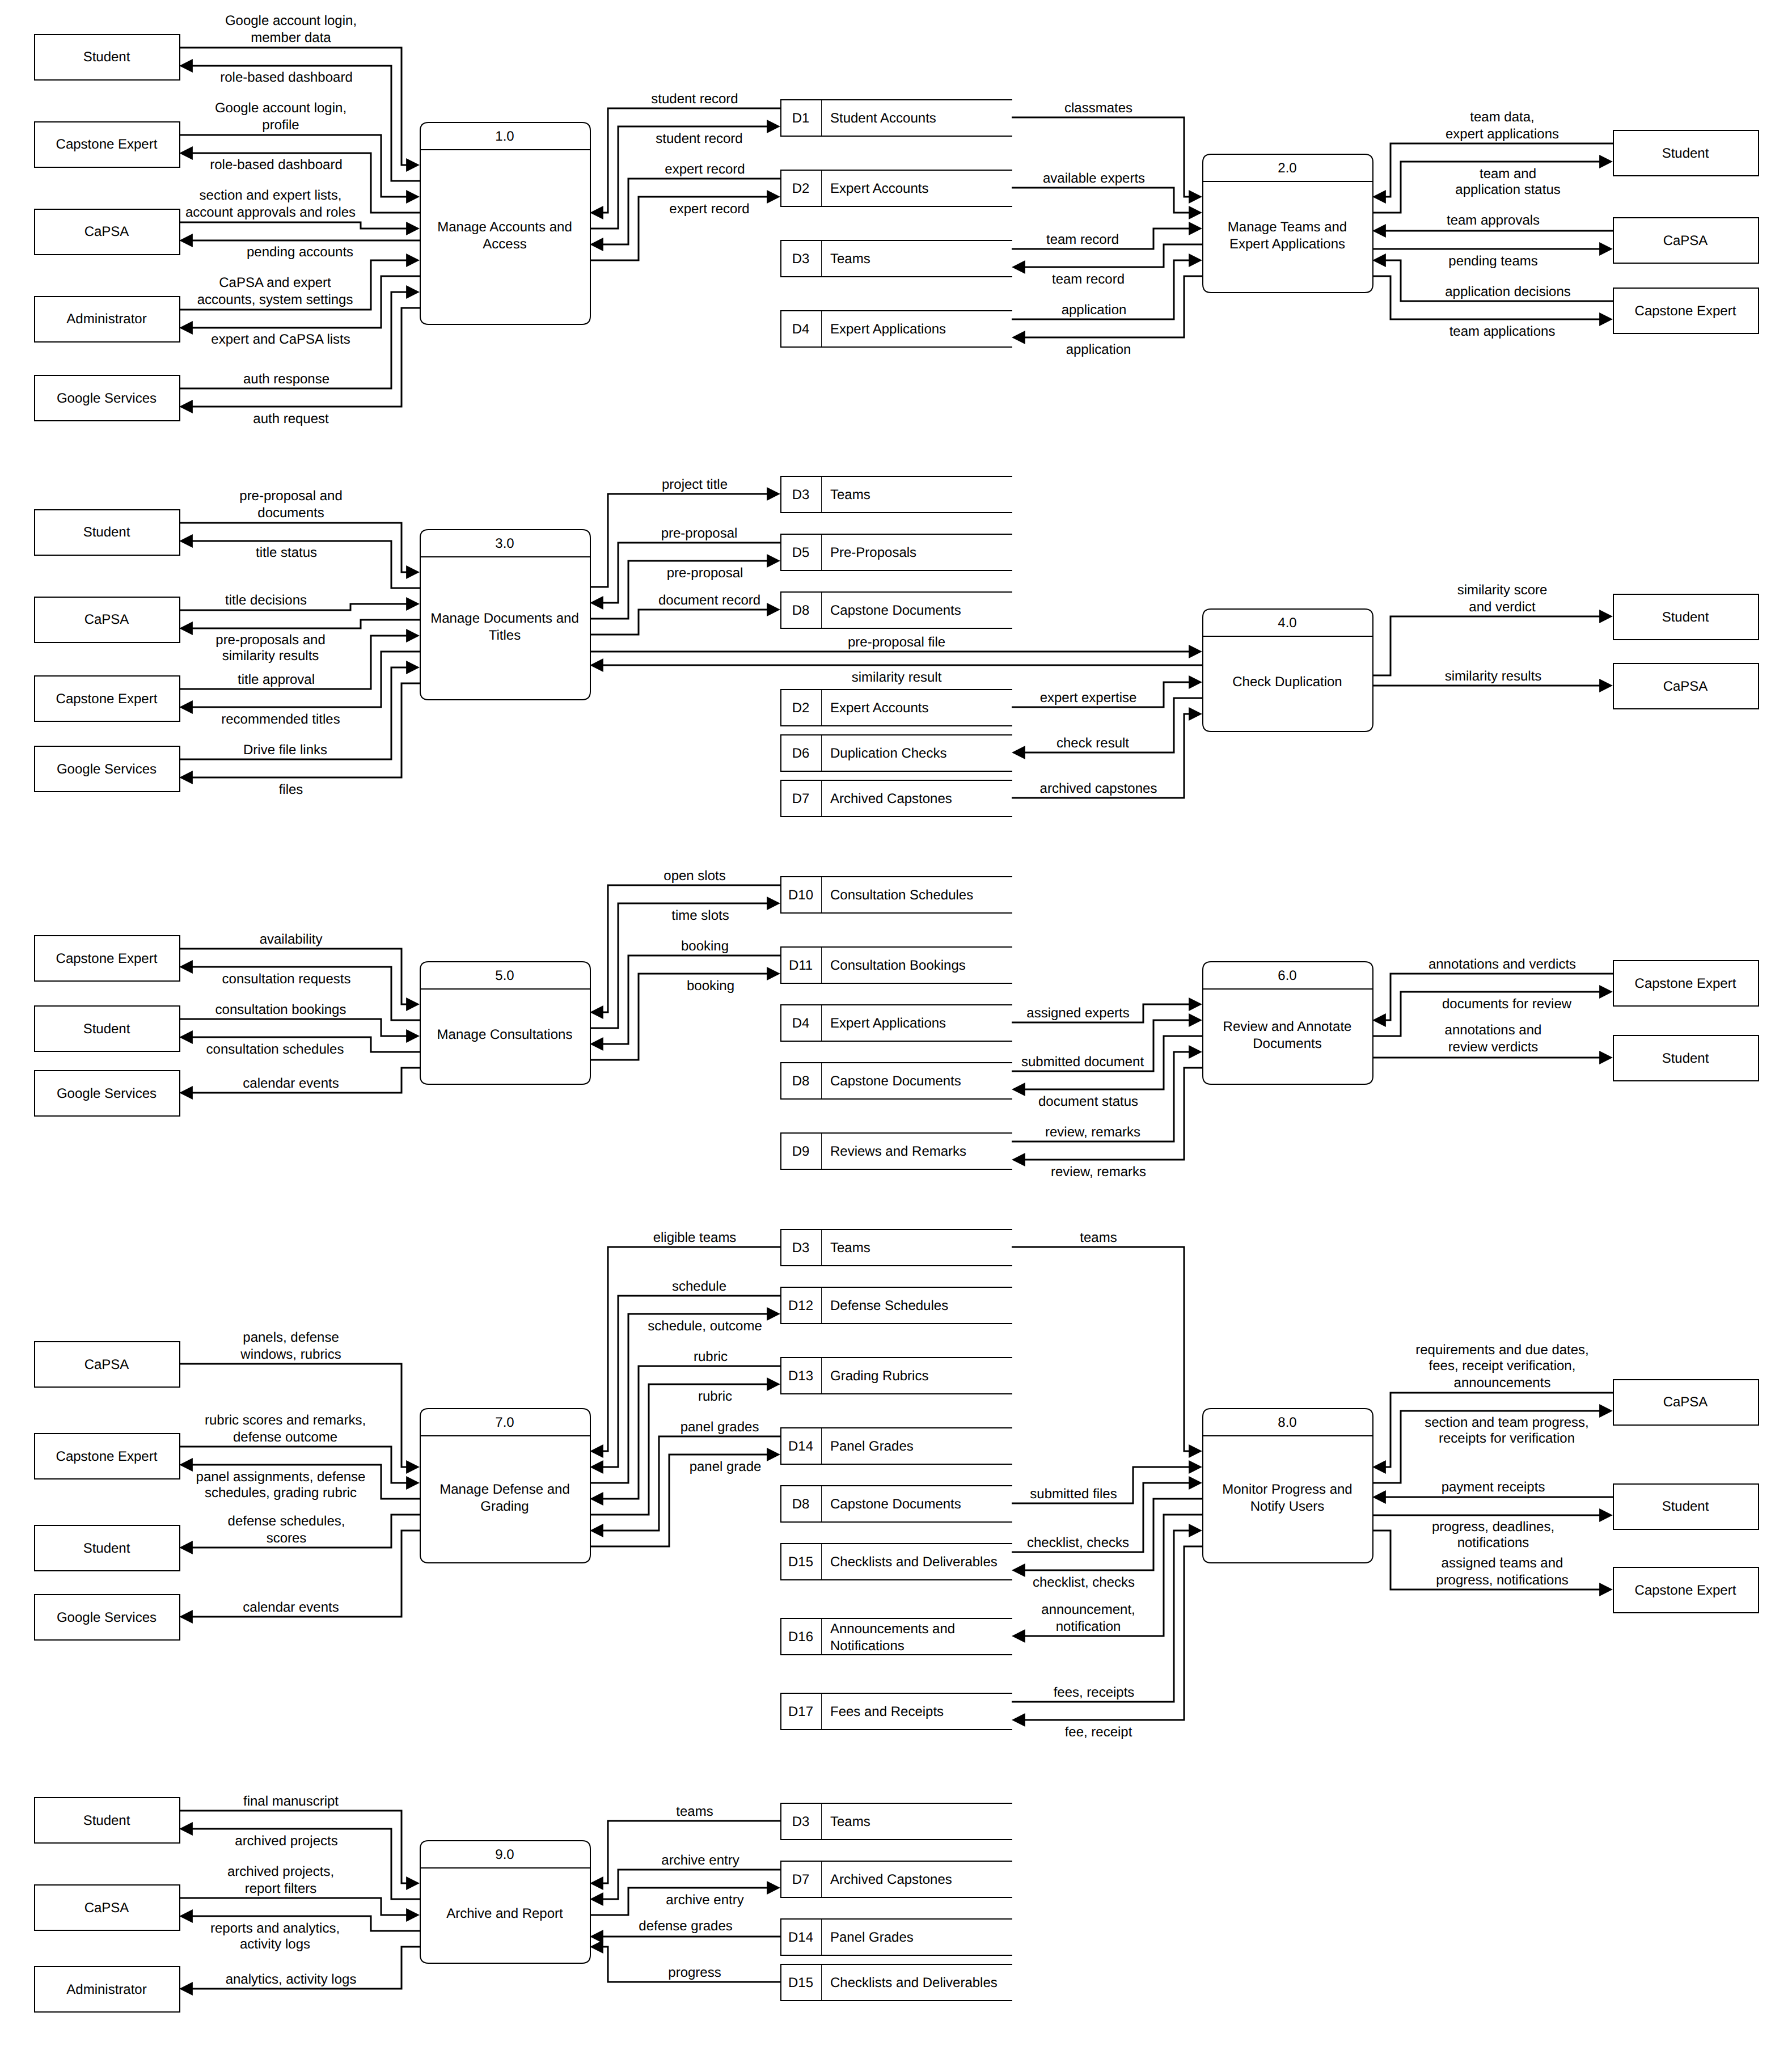 Google account login,
member data
Student
role-based dashboard
Google account login,
profile
Capstone Expert
role-based dashboard
section and expert lists,
account approvals and roles
CaPSA
pending accounts
CaPSA and expert
accounts, system settings
Administrator
expert and CaPSA lists
auth response
Google Services
auth request
1.0
Manage Accounts and
Access
student record
student record
expert record
expert record
D1 Student Accounts
D2 Expert Accounts
D3 Teams
D4 Expert Applications
classmates
available experts
team record
team record
application
application
2.0
Manage Teams and
Expert Applications
team data,
expert applications
Student
team and
application status
team approvals
CaPSA
pending teams
application decisions
Capstone Expert
team applications
pre-proposal and
documents
Student
title status
title decisions
CaPSA
pre-proposals and
similarity results
title approval
Capstone Expert
recommended titles
Drive file links
Google Services
files
3.0
Manage Documents and
Titles
project title
pre-proposal
pre-proposal
document record
D3 Teams
D5 Pre-Proposals
D8 Capstone Documents
pre-proposal file
similarity result
D2 Expert Accounts
D6 Duplication Checks
D7 Archived Capstones
expert expertise
check result
archived capstones
4.0
Check Duplication
similarity score
and verdict
Student
similarity results
CaPSA
availability
Capstone Expert
consultation requests
consultation bookings
Student
consultation schedules
calendar events
Google Services
5.0
Manage Consultations
open slots
time slots
booking
booking
D10 Consultation Schedules
D11 Consultation Bookings
D4 Expert Applications
D8 Capstone Documents
D9 Reviews and Remarks
assigned experts
submitted document
document status
review, remarks
review, remarks
6.0
Review and Annotate
Documents
annotations and verdicts
Capstone Expert
documents for review
annotations and
review verdicts
Student
panels, defense
windows, rubrics
CaPSA
rubric scores and remarks,
defense outcome
Capstone Expert
panel assignments, defense
schedules, grading rubric
defense schedules,
scores
Student
calendar events
Google Services
7.0
Manage Defense and
Grading
eligible teams
schedule
schedule, outcome
rubric
rubric
panel grades
panel grade
D3 Teams
D12 Defense Schedules
D13 Grading Rubrics
D14 Panel Grades
D8 Capstone Documents
D15 Checklists and Deliverables
D16 Announcements and
Notifications
D17 Fees and Receipts
teams
submitted files
checklist, checks
checklist, checks
announcement,
notification
fees, receipts
fee, receipt
8.0
Monitor Progress and
Notify Users
requirements and due dates,
fees, receipt verification,
announcements
CaPSA
section and team progress,
receipts for verification
payment receipts
Student
progress, deadlines,
notifications
assigned teams and
progress, notifications
Capstone Expert
final manuscript
Student
archived projects
archived projects,
report filters
CaPSA
reports and analytics,
activity logs
analytics, activity logs
Administrator
9.0
Archive and Report
teams
archive entry
archive entry
defense grades
progress
D3 Teams
D7 Archived Capstones
D14 Panel Grades
D15 Checklists and Deliverables